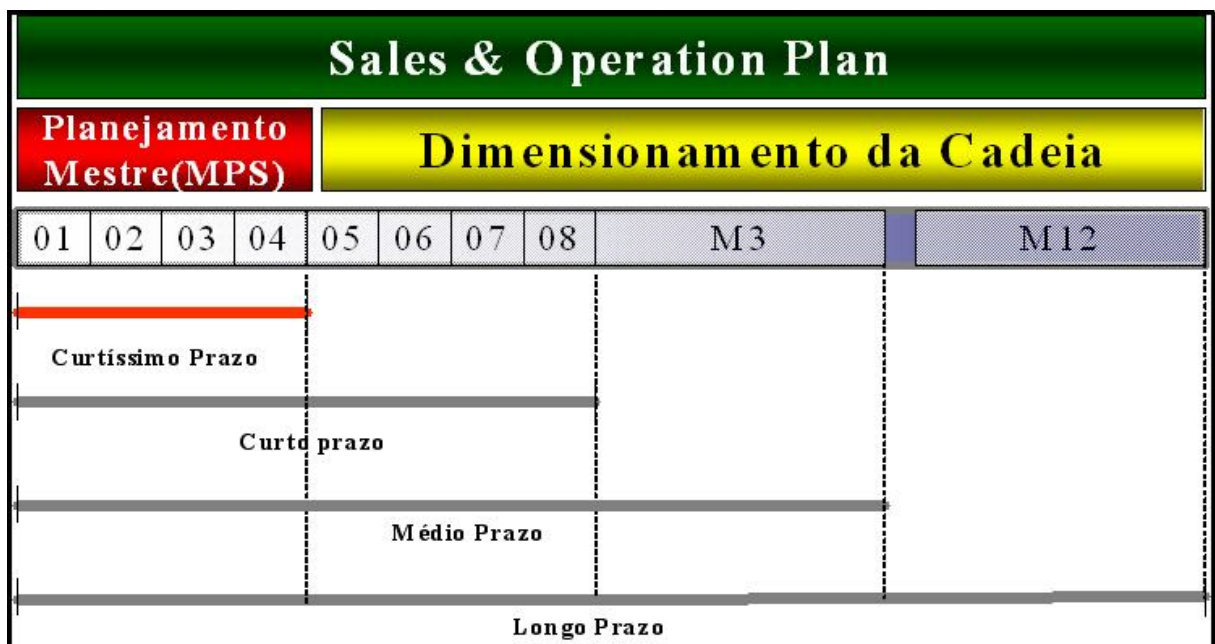 Sales & Operation Plan
Planejamento
Mestre(MPS)
Dimensionamento da Cadeia
01 02 03 04 05 06 07 08 M3 M12
Curtíssimo Prazo
Curto prazo
Médio Prazo
Longo Prazo